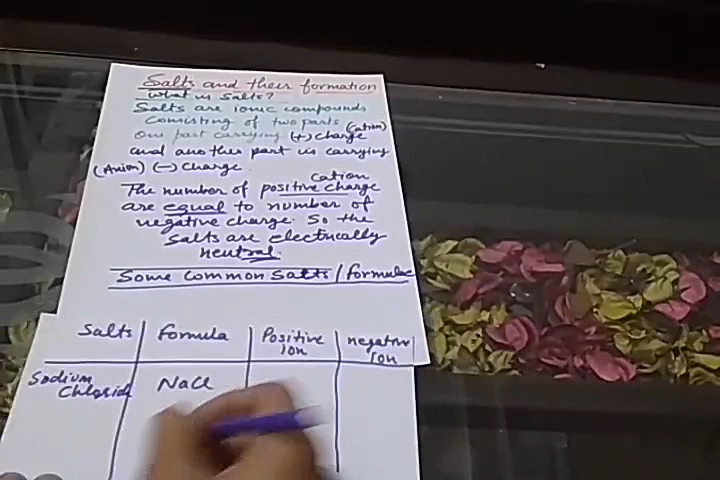 Salts and their formation
What is Salts?
Salts are ionic compounds
Consisting of two parts
One part carrying (+) charge (Cation)
and another part is carrying
(Anion) (−) Charge
cation
The number of positive charge
are equal to number of
negative charge. So the
Salts are electrically
neutral.
Some Common Salts / formulae
Salts | Formula | Positive Ion | negative Ion
Sodium Chloride | NaCl